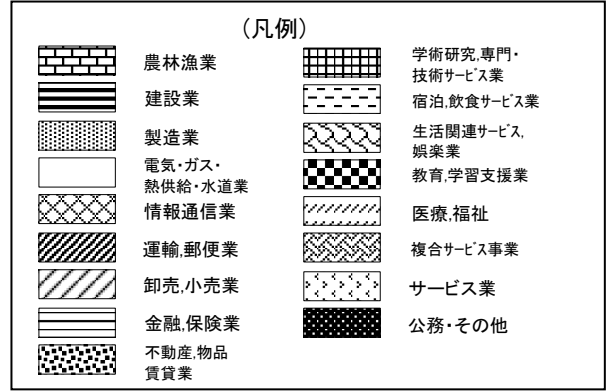 (凡例)
農林漁業
建設業
製造業
電気・ガス・
熱供給・水道業
情報通信業
運輸,郵便業
卸売,小売業
金融,保険業
不動産,物品
賃貸業
学術研究,専門・
技術サービス業
宿泊,飲食サービス業
生活関連サービス,
娯楽業
教育,学習支援業
医療,福祉
複合サービス事業
サービス業
公務・その他